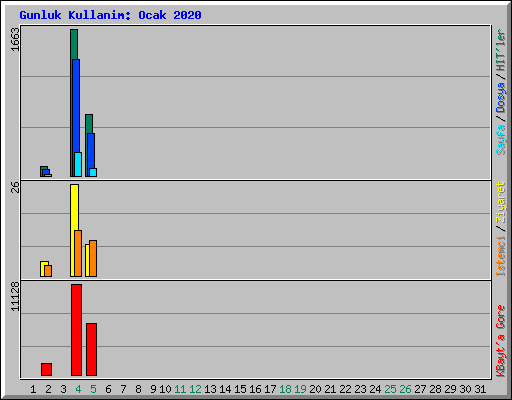 Gunluk Kullanim: Ocak 2020
1663
26
11128
Sayfa / Dosya / HIT'ler
Istemci / Ziyaret
KBayt'a Gore
1 2 3 4 5 6 7 8 9 10 11 12 13 14 15 16 17 18 19 20 21 22 23 24 25 26 27 28 29 30 31